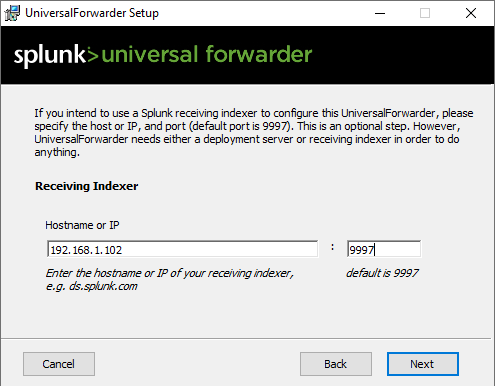 UniversalForwarder Setup
splunk> universal forwarder
If you intend to use a Splunk receiving indexer to configure this UniversalForwarder, please
specify the host or IP, and port (default port is 9997). This is an optional step. However,
UniversalForwarder needs either a deployment server or receiving indexer in order to do
anything.
Receiving Indexer
Hostname or IP
192.168.1.102 : 9997
Enter the hostname or IP of your receiving indexer, default is 9997
e.g. ds.splunk.com
Cancel Back Next